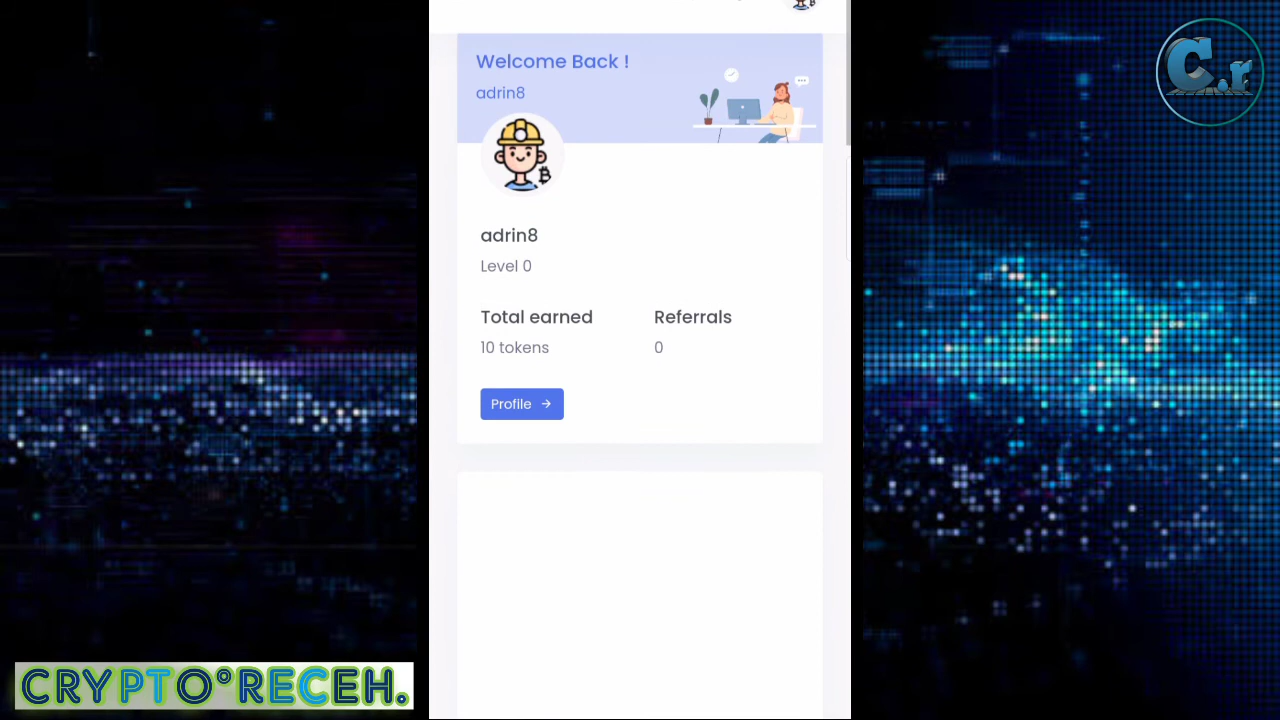 C.r
Welcome Back !
adrin8
adrin8
Level 0
Total earned
Referrals
10 tokens
0
Profile →
CRYPTO°RECEH.